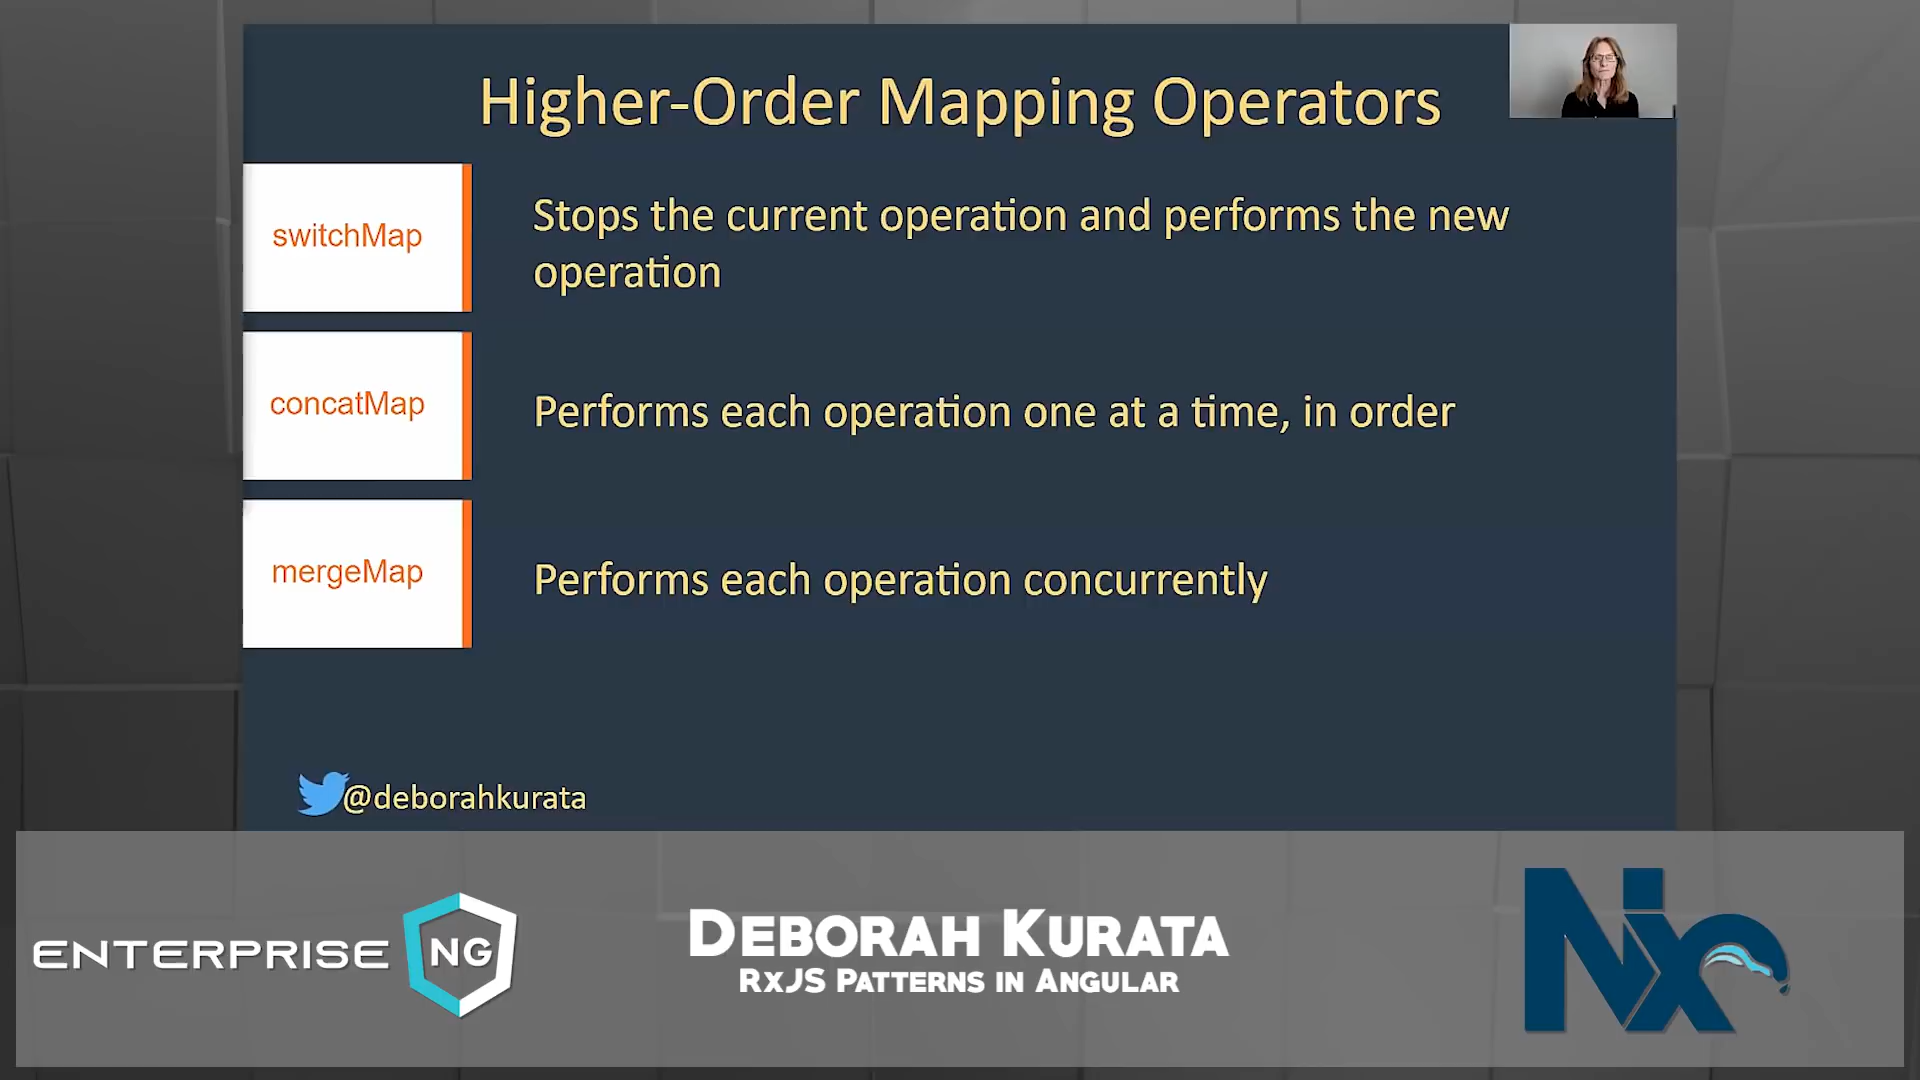 Higher-Order Mapping Operators
switchMap
Stops the current operation and performs the new
operation
concatMap
Performs each operation one at a time, in order
mergeMap
Performs each operation concurrently
@deborahkurata
ENTERPRISE NG
DEBORAH KURATA
RXJS PATTERNS IN ANGULAR
Nx